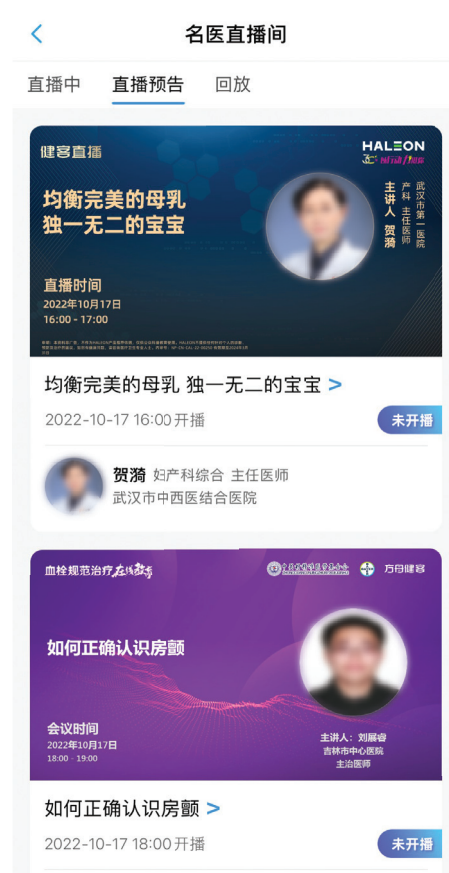 名医直播间
直播中 直播预告 回放
健客直播
HALEON
均衡完美的母乳
独一无二的宝宝
主讲人 贺漪
产科 主任医师
武汉市第一医院
直播时间
2022年10月17日
16:00 - 17:00
均衡完美的母乳 独一无二的宝宝 >
2022-10-17 16:00开播
未开播
贺漪 妇产科综合 主任医师
武汉市中西医结合医院
血栓规范治疗
方舟健客
如何正确认识房颤
会议时间
2022年10月17日
18:00 - 19:00
主讲人：刘展睿
吉林市中心医院
主治医师
如何正确认识房颤 >
2022-10-17 18:00开播
未开播